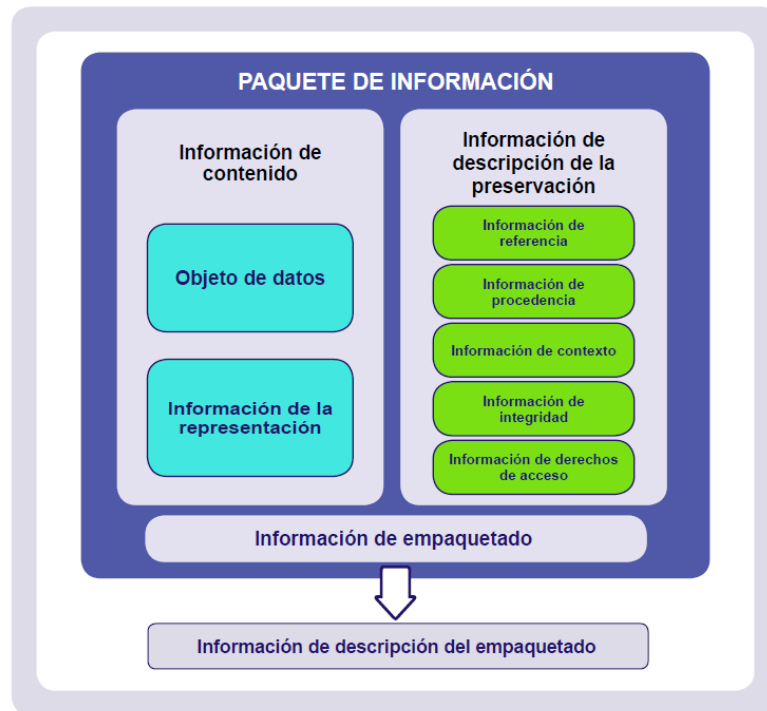 PAQUETE DE INFORMACIÓN
Información de
contenido
Objeto de datos
Información de la
representación
Información de
descripción de la
preservación
Información de
referencia
Información de
procedencia
Información de contexto
Información de
integridad
Información de derechos
de acceso
Información de empaquetado
Información de descripción del empaquetado